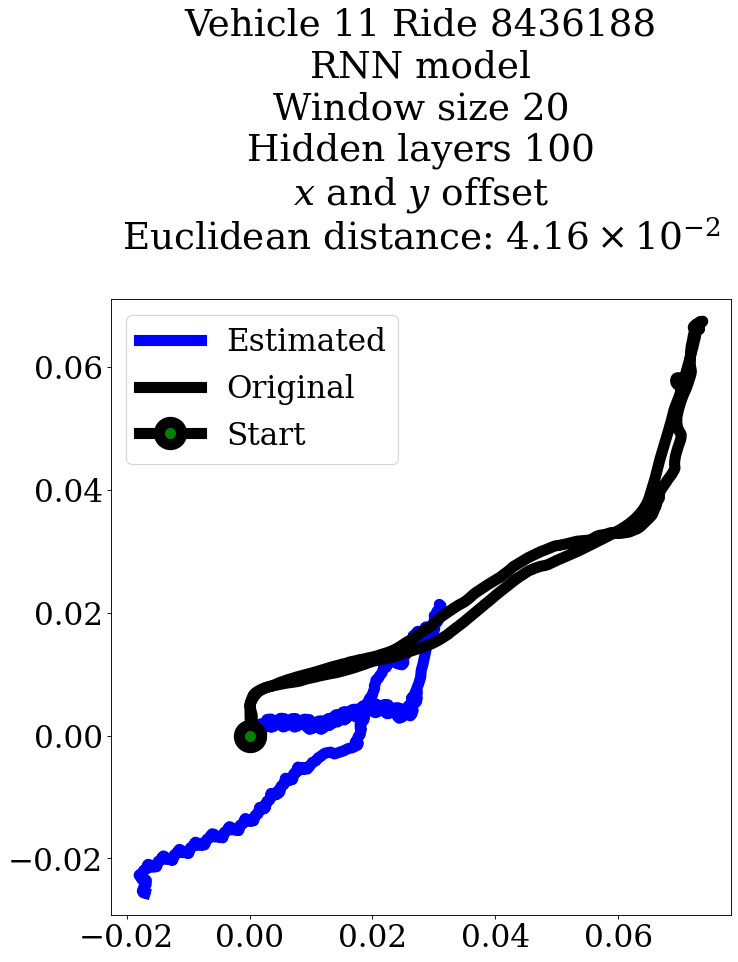 Vehicle 11 Ride 8436188
RNN model
Window size 20
Hidden layers 100
x and y offset
Euclidean distance: 4.16 × 10⁻²
Estimated
Original
Start
0.06
0.04
0.02
0.00
−0.02
−0.02 0.00 0.02 0.04 0.06